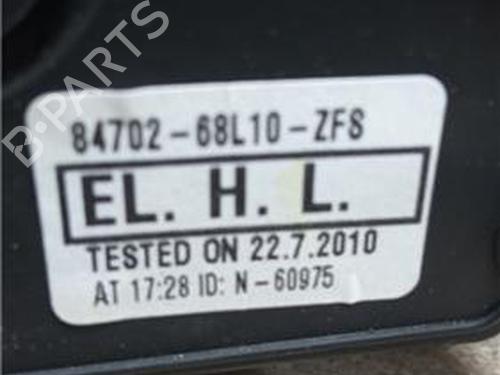 B-PARTS
84702-68L10-ZFS
EL. H. L.
TESTED ON 22.7.2010
AT 17:28 ID: N-60975